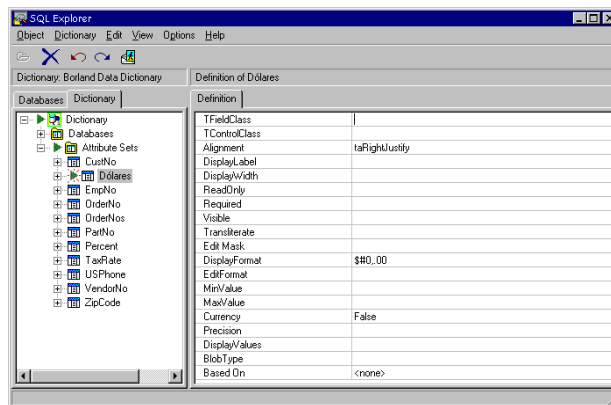 SQL Explorer
Object Dictionary Edit View Options Help
Dictionary: Borland Data Dictionary
Definition of Dólares
Databases Dictionary
Definition
Dictionary
Databases
Attribute Sets
CustNo
Dólares
EmpNo
OrderNo
OrderNos
PartNo
Percent
TaxRate
USPhone
VendorNo
ZipCode
TFieldClass
TControlClass
Alignment taRightJustify
DisplayLabel
DisplayWidth
ReadOnly
Required
Visible
Transliterate
Edit Mask
DisplayFormat $#0,.00
EditFormat
MinValue
MaxValue
Currency False
Precision
DisplayValues
BlobType
Based On <none>